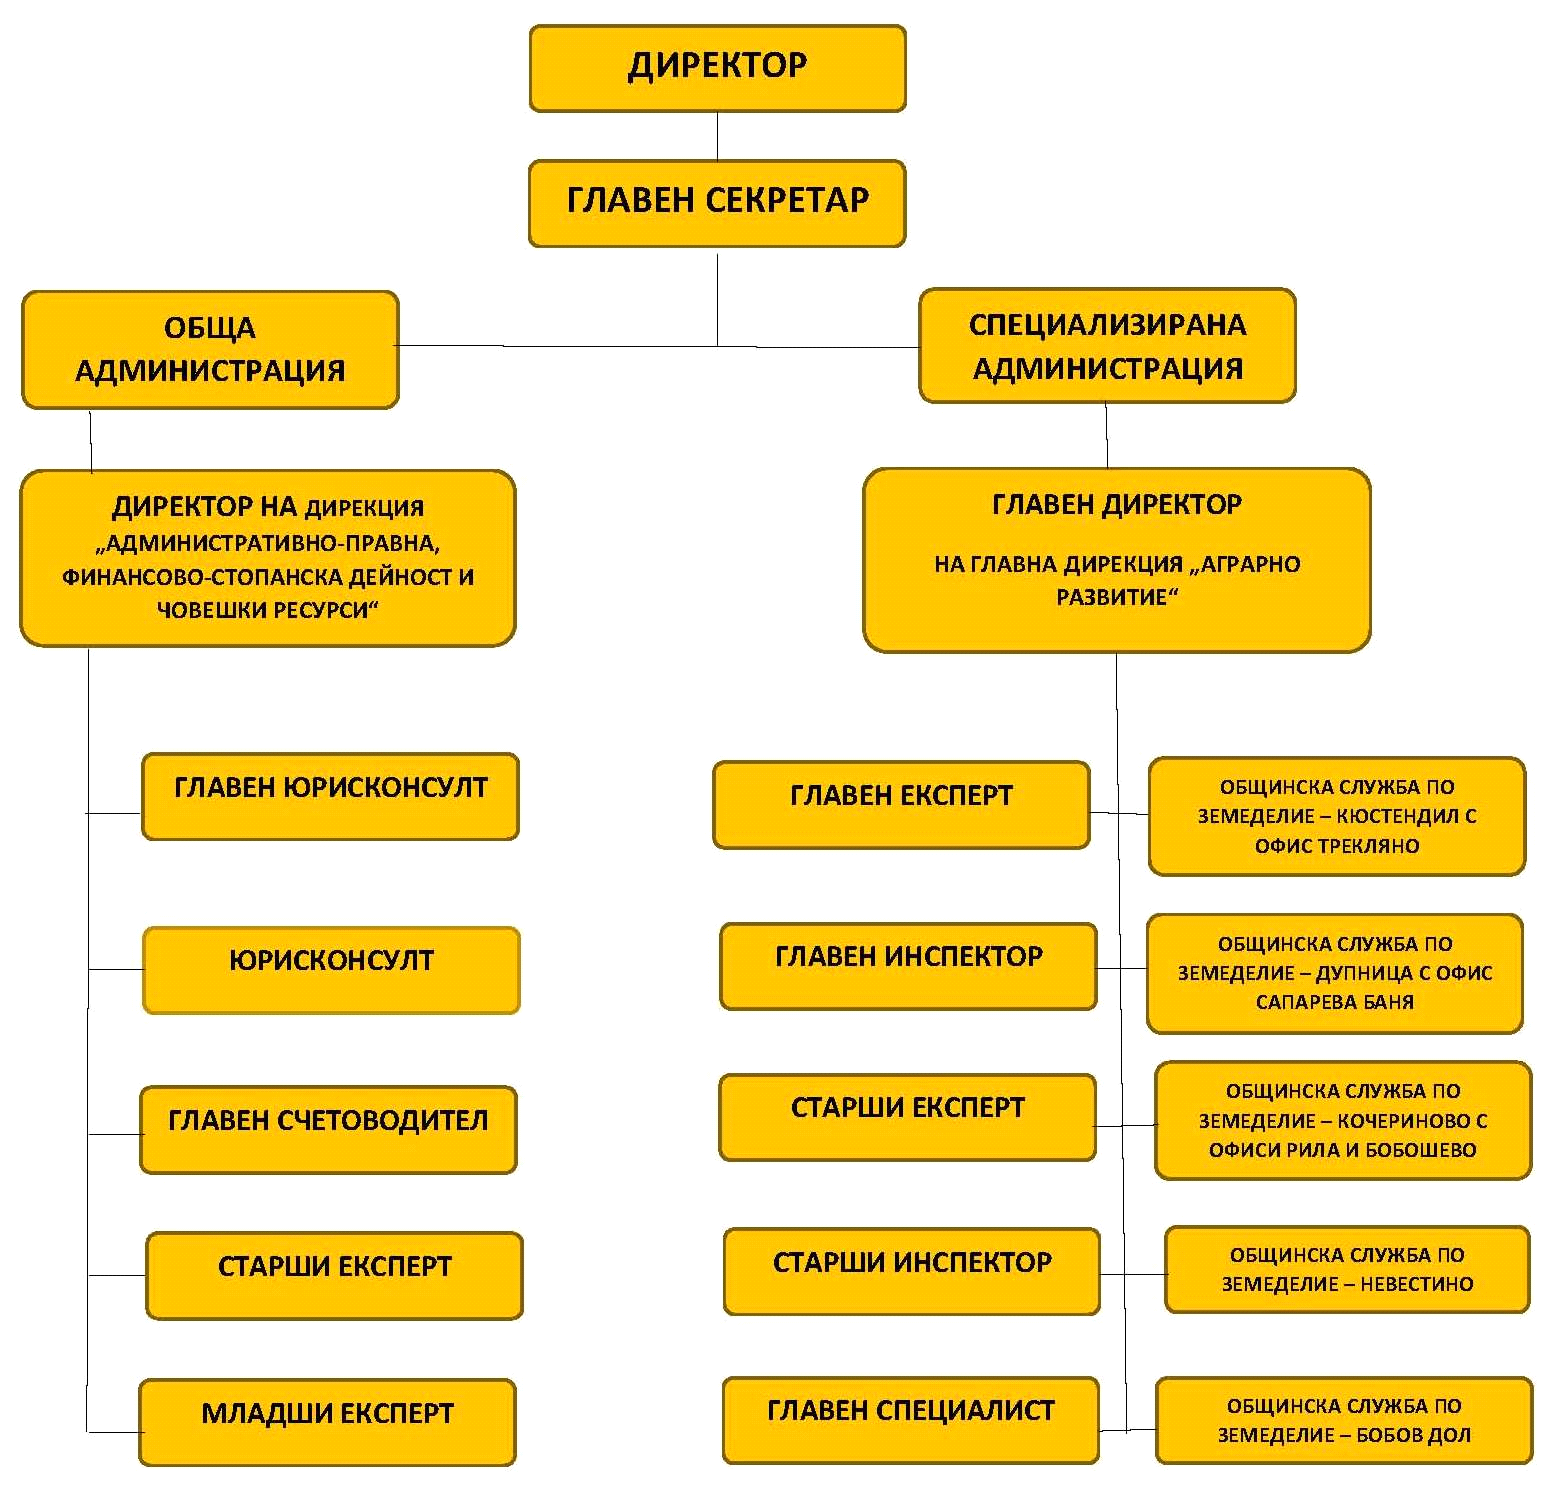 ДИРЕКТОР
ГЛАВЕН СЕКРЕТАР
ОБЩА
АДМИНИСТРАЦИЯ
СПЕЦИАЛИЗИРАНА
АДМИНИСТРАЦИЯ
ДИРЕКТОР НА ДИРЕКЦИЯ
„АДМИНИСТРАТИВНО-ПРАВНА,
ФИНАНСОВО-СТОПАНСКА ДЕЙНОСТ И
ЧОВЕШКИ РЕСУРСИ“
ГЛАВЕН ДИРЕКТОР
НА ГЛАВНА ДИРЕКЦИЯ „АГРАРНО
РАЗВИТИЕ“
ГЛАВЕН ЮРИСКОНСУЛТ
ЮРИСКОНСУЛТ
ГЛАВЕН СЧЕТОВОДИТЕЛ
СТАРШИ ЕКСПЕРТ
МЛАДШИ ЕКСПЕРТ
ГЛАВЕН ЕКСПЕРТ
ГЛАВЕН ИНСПЕКТОР
СТАРШИ ЕКСПЕРТ
СТАРШИ ИНСПЕКТОР
ГЛАВЕН СПЕЦИАЛИСТ
ОБЩИНСКА СЛУЖБА ПО
ЗЕМЕДЕЛИЕ – КЮСТЕНДИЛ С
ОФИС ТРЕКЛЯНО
ОБЩИНСКА СЛУЖБА ПО
ЗЕМЕДЕЛИЕ – ДУПНИЦА С ОФИС
САПАРЕВА БАНЯ
ОБЩИНСКА СЛУЖБА ПО
ЗЕМЕДЕЛИЕ – КОЧЕРИНОВО С
ОФИСИ РИЛА И БОБОШЕВО
ОБЩИНСКА СЛУЖБА ПО
ЗЕМЕДЕЛИЕ – НЕВЕСТИНО
ОБЩИНСКА СЛУЖБА ПО
ЗЕМЕДЕЛИЕ – БОБОВ ДОЛ